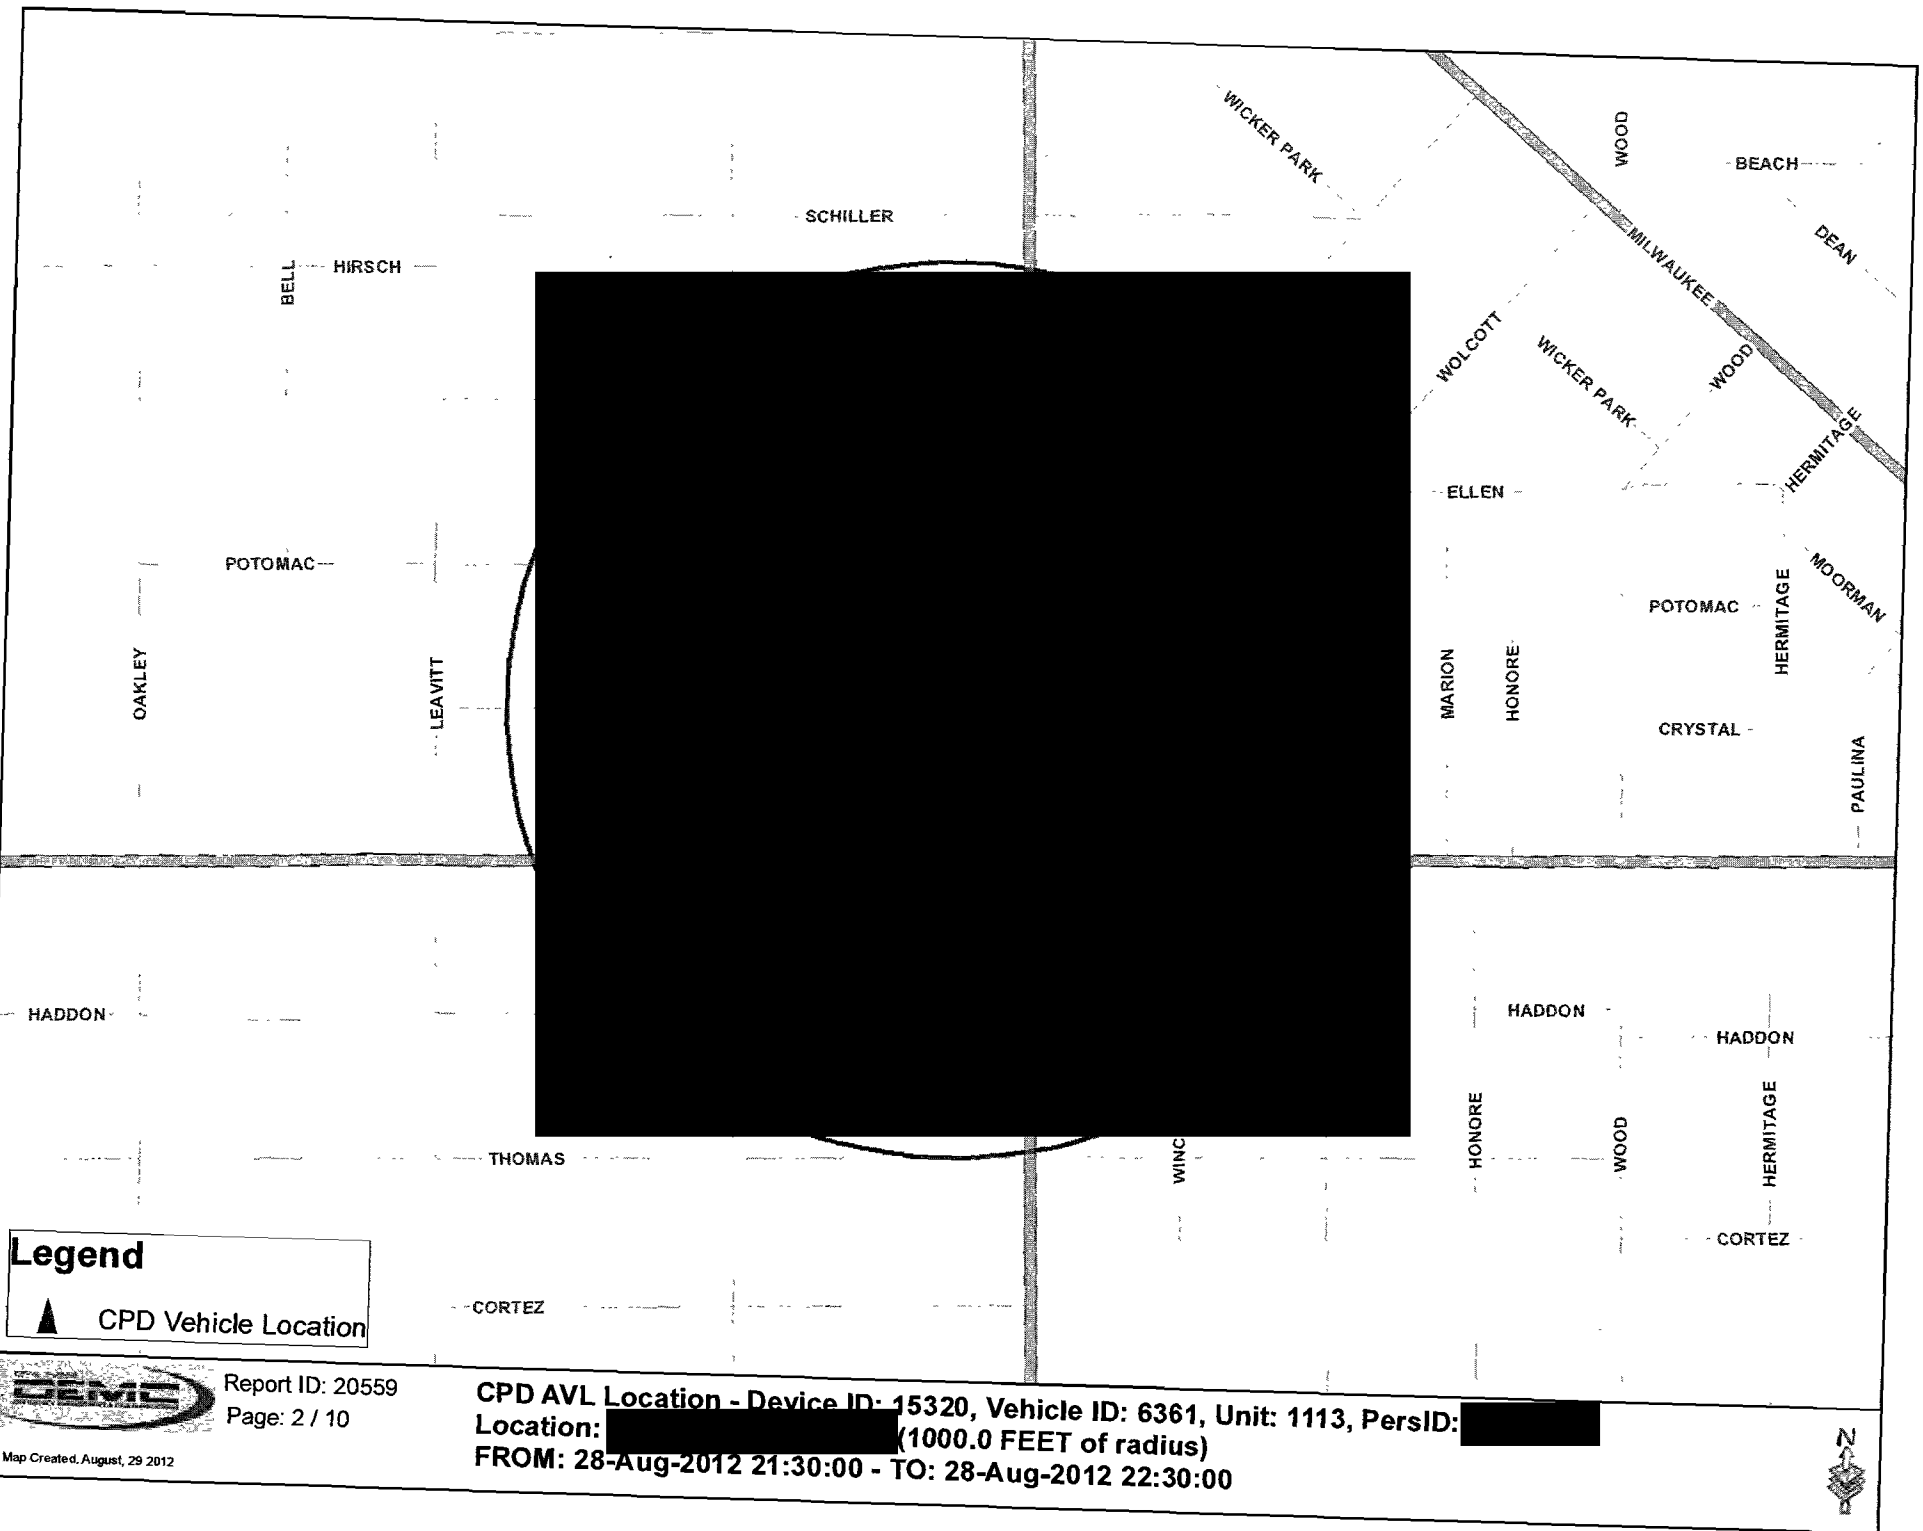 WICKER PARK
WOOD
BEACH
SCHILLER
DEAN
MILWAUKEE
BELL
HIRSCH
WOLCOTT
WICKER PARK
WOOD
HERMITAGE
ELLEN
POTOMAC
MOORMAN
HERMITAGE
POTOMAC
OAKLEY
LEAVITT
MARION
HONORE
CRYSTAL
PAULINA
HADDON
HADDON
HADDON
HONORE
WOOD
HERMITAGE
THOMAS
WINC
CORTEZ
CORTEZ
Legend
CPD Vehicle Location
OEMC
Report ID: 20559
Page: 2 / 10
Map Created, August, 29 2012
CPD AVL Location - Device ID: 15320, Vehicle ID: 6361, Unit: 1113, PersID:
Location: (1000.0 FEET of radius)
FROM: 28-Aug-2012 21:30:00 - TO: 28-Aug-2012 22:30:00
N